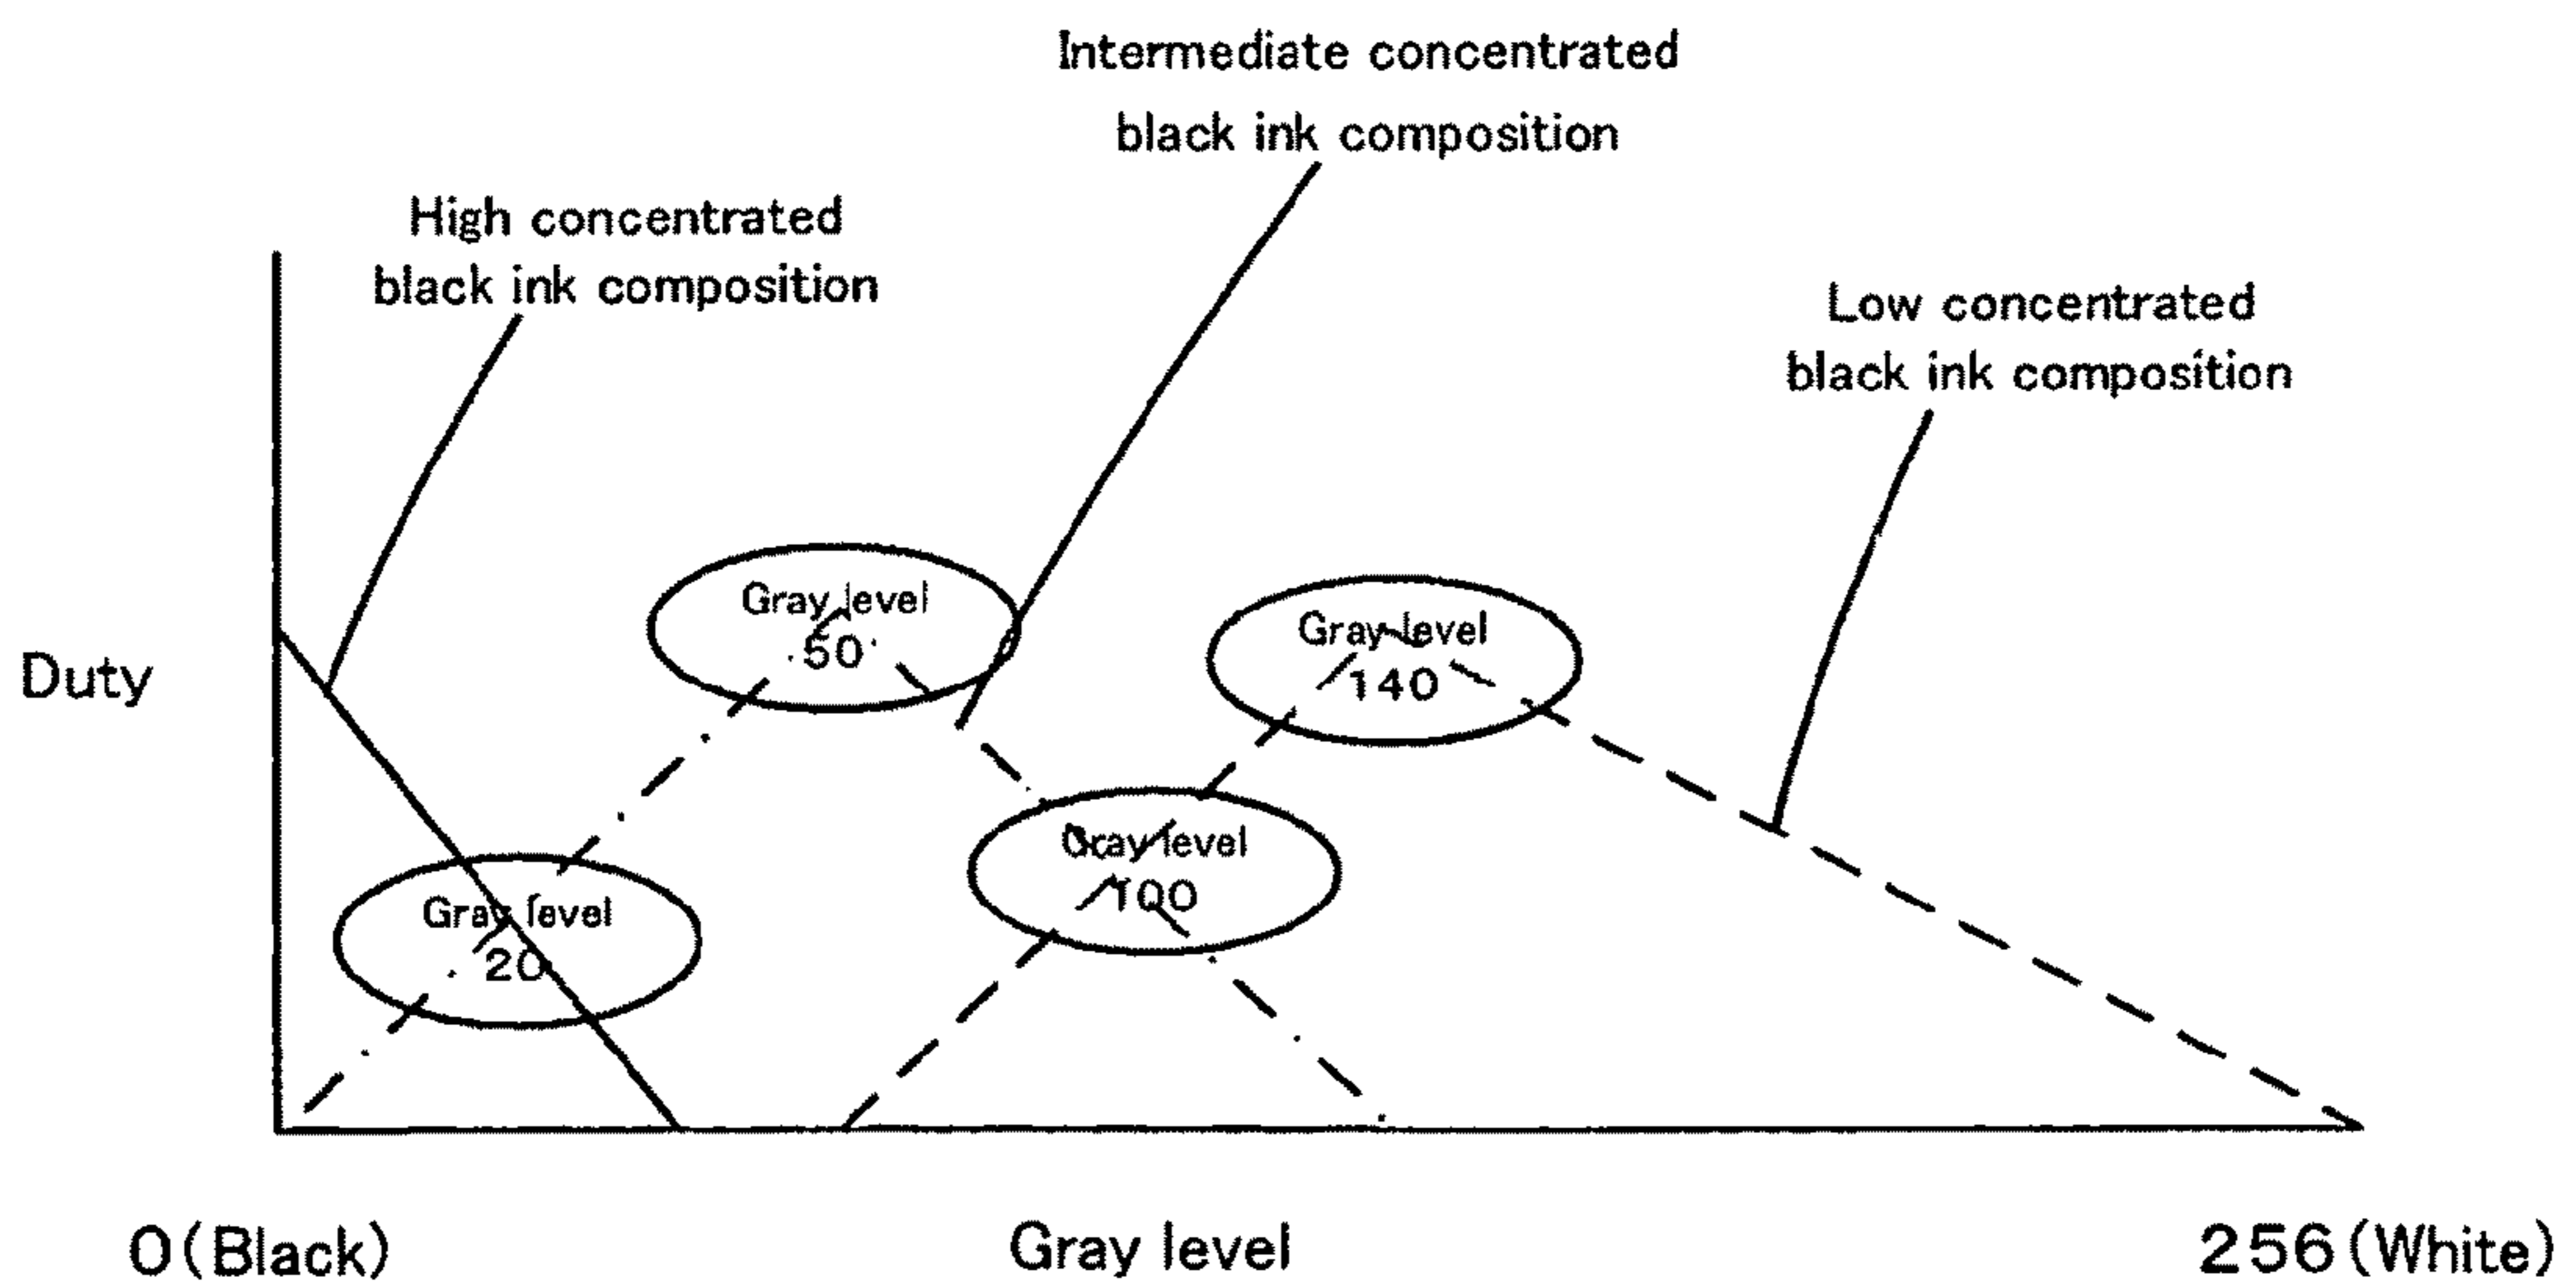 Intermediate concentrated
black ink composition
High concentrated
black ink composition
Low concentrated
black ink composition
Duty
Gray level
50
Gray level
140
Gray level
100
Gray level
20
0(Black)
Gray level
256(White)